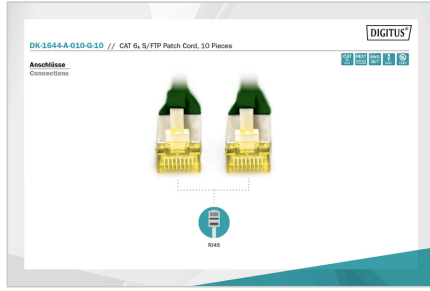 DIGITUS®
DK-1644-A-010-G-10 // CAT 6A S/FTP Patch Cord, 10 Pieces
Anschlüsse
Connections
RJ45